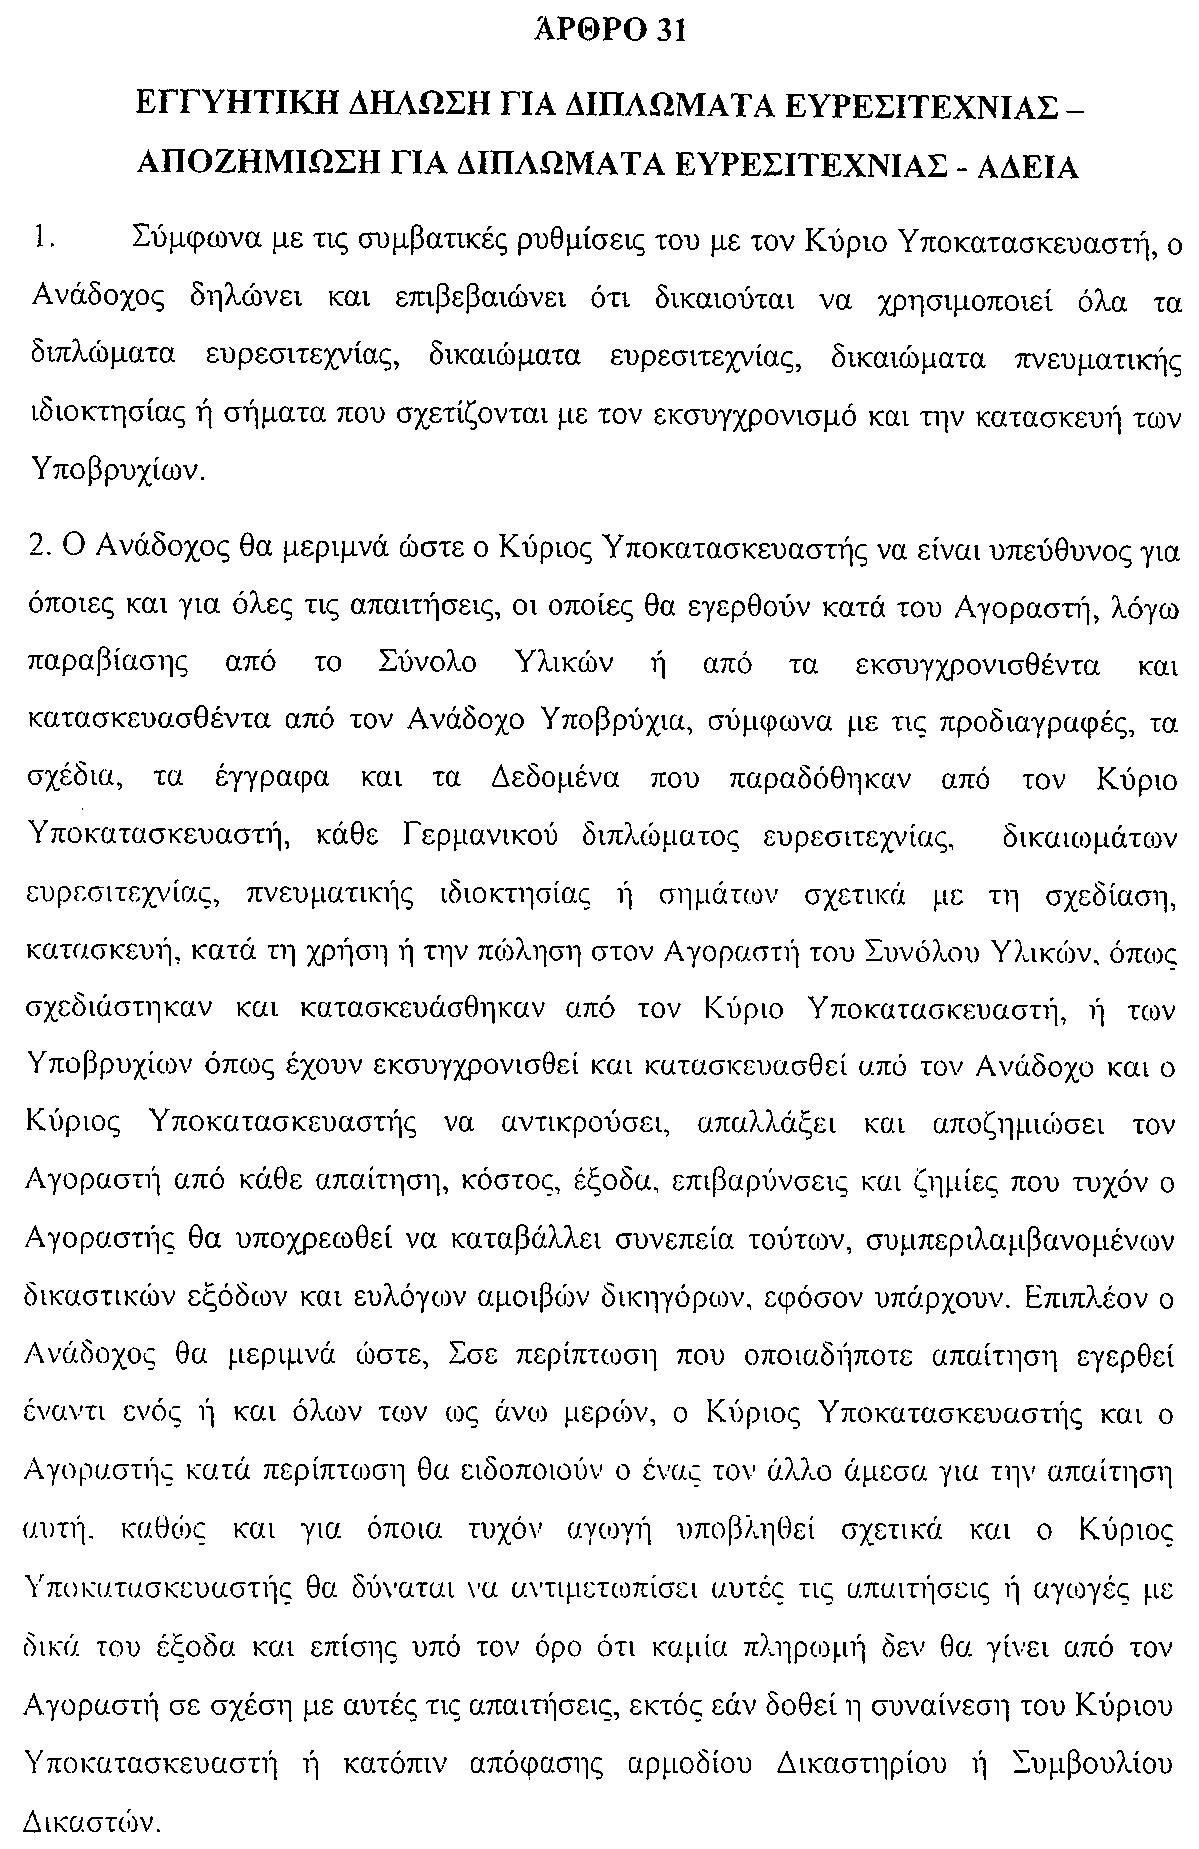 ΆΡΘΡΟ 31
ΕΓΓΥΗΤΙΚΗ ΔΗΛΩΣΗ ΓΙΑ ΔΙΠΛΩΜΑΤΑ ΕΥΡΕΣΙΤΕΧΝΙΑΣ –
ΑΠΟΖΗΜΙΩΣΗ ΓΙΑ ΔΙΠΛΩΜΑΤΑ ΕΥΡΕΣΙΤΕΧΝΙΑΣ - ΑΔΕΙΑ
1. Σύμφωνα με τις συμβατικές ρυθμίσεις του με τον Κύριο Υποκατασκευαστή, ο
Ανάδοχος δηλώνει και επιβεβαιώνει ότι δικαιούται να χρησιμοποιεί όλα τα
διπλώματα ευρεσιτεχνίας, δικαιώματα ευρεσιτεχνίας, δικαιώματα πνευματικής
ιδιοκτησίας ή σήματα που σχετίζονται με τον εκσυγχρονισμό και την κατασκευή των
Υποβρυχίων.
2. Ο Ανάδοχος θα μεριμνά ώστε ο Κύριος Υποκατασκευαστής να είναι υπεύθυνος για
όποιες και για όλες τις απαιτήσεις, οι οποίες θα εγερθούν κατά του Αγοραστή, λόγω
παραβίασης από το Σύνολο Υλικών ή από τα εκσυγχρονισθέντα και
κατασκευασθέντα από τον Ανάδοχο Υποβρύχια, σύμφωνα με τις προδιαγραφές, τα
σχέδια, τα έγγραφα και τα Δεδομένα που παραδόθηκαν από τον Κύριο
Υποκατασκευαστή, κάθε Γερμανικού διπλώματος ευρεσιτεχνίας, δικαιωμάτων
ευρεσιτεχνίας, πνευματικής ιδιοκτησίας ή σημάτων σχετικά με τη σχεδίαση,
κατασκευή, κατά τη χρήση ή την πώληση στον Αγοραστή του Συνόλου Υλικών, όπως
σχεδιάστηκαν και κατασκευάσθηκαν από τον Κύριο Υποκατασκευαστή, ή των
Υποβρυχίων όπως έχουν εκσυγχρονισθεί και κατασκευασθεί από τον Ανάδοχο και ο
Κύριος Υποκατασκευαστής να αντικρούσει, απαλλάξει και αποζημιώσει τον
Αγοραστή από κάθε απαίτηση, κόστος, έξοδα, επιβαρύνσεις και ζημίες που τυχόν ο
Αγοραστής θα υποχρεωθεί να καταβάλλει συνεπεία τούτων, συμπεριλαμβανομένων
δικαστικών εξόδων και ευλόγων αμοιβών δικηγόρων, εφόσον υπάρχουν. Επιπλέον ο
Ανάδοχος θα μεριμνά ώστε, Σσε περίπτωση που οποιαδήποτε απαίτηση εγερθεί
έναντι ενός ή και όλων των ως άνω μερών, ο Κύριος Υποκατασκευαστής και ο
Αγοραστής κατά περίπτωση θα ειδοποιούν ο ένας τον άλλο άμεσα για την απαίτηση
αυτή, καθώς και για όποια τυχόν αγωγή υποβληθεί σχετικά και ο Κύριος
Υποκατασκευαστής θα δύναται να αντιμετωπίσει αυτές τις απαιτήσεις ή αγωγές με
δικά του έξοδα και επίσης υπό τον όρο ότι καμία πληρωμή δεν θα γίνει από τον
Αγοραστή σε σχέση με αυτές τις απαιτήσεις, εκτός εάν δοθεί η συναίνεση του Κύριου
Υποκατασκευαστή ή κατόπιν απόφασης αρμοδίου Δικαστηρίου ή Συμβουλίου
Δικαστών.